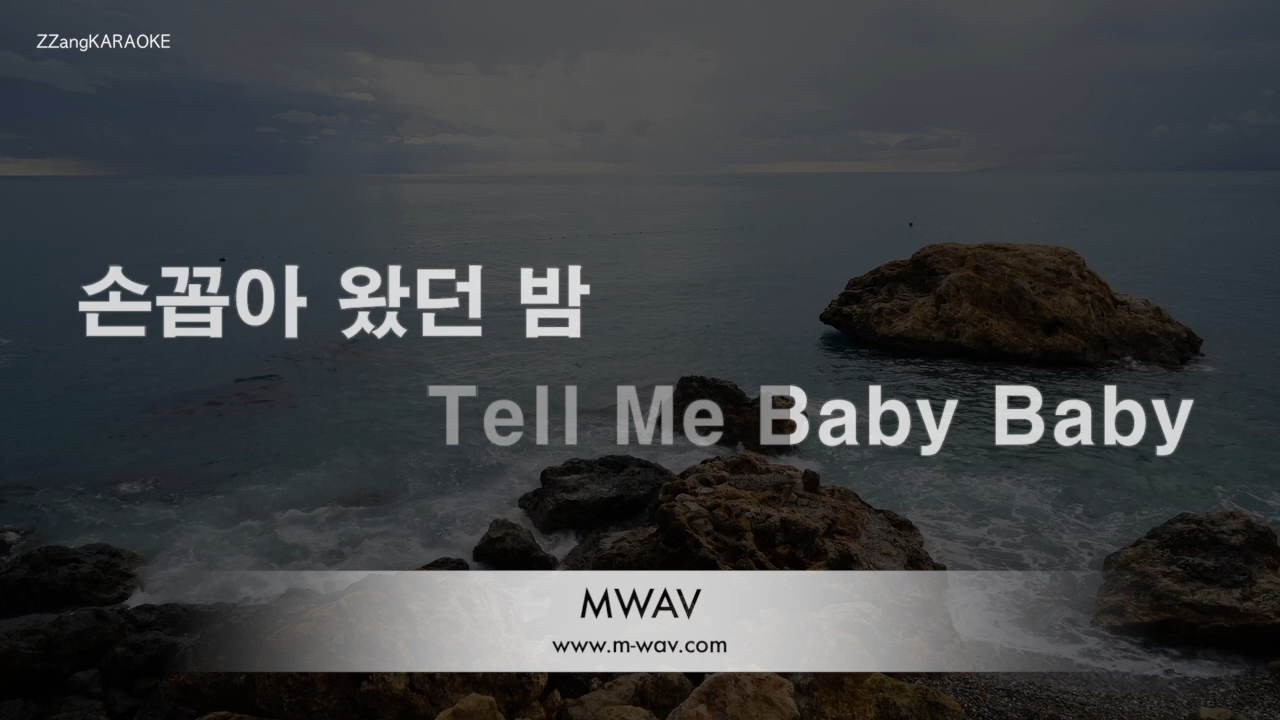 ZZangKARAOKE
손꼽아 왔던 밤
Tell Me Baby Baby
MWAV
www.m-wav.com